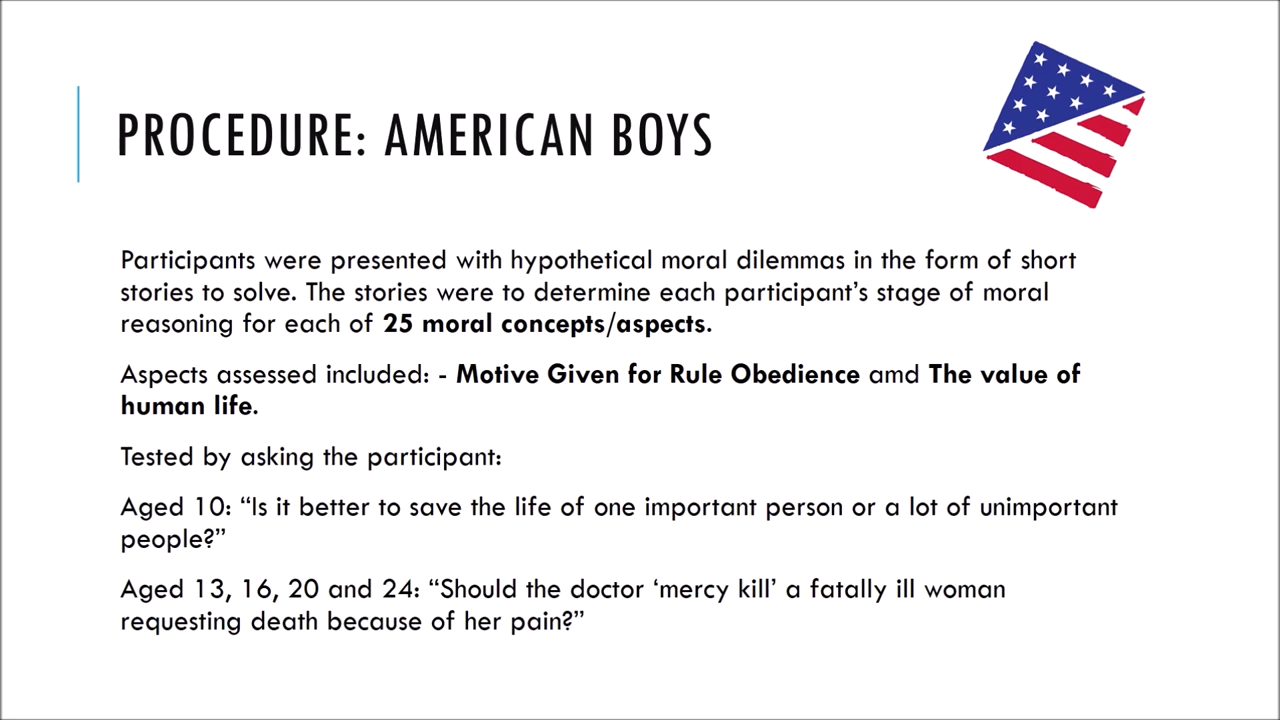 PROCEDURE: AMERICAN BOYS
Participants were presented with hypothetical moral dilemmas in the form of short
stories to solve. The stories were to determine each participant’s stage of moral
reasoning for each of 25 moral concepts/aspects.
Aspects assessed included: - Motive Given for Rule Obedience amd The value of
human life.
Tested by asking the participant:
Aged 10: “Is it better to save the life of one important person or a lot of unimportant
people?”
Aged 13, 16, 20 and 24: “Should the doctor ‘mercy kill’ a fatally ill woman
requesting death because of her pain?”